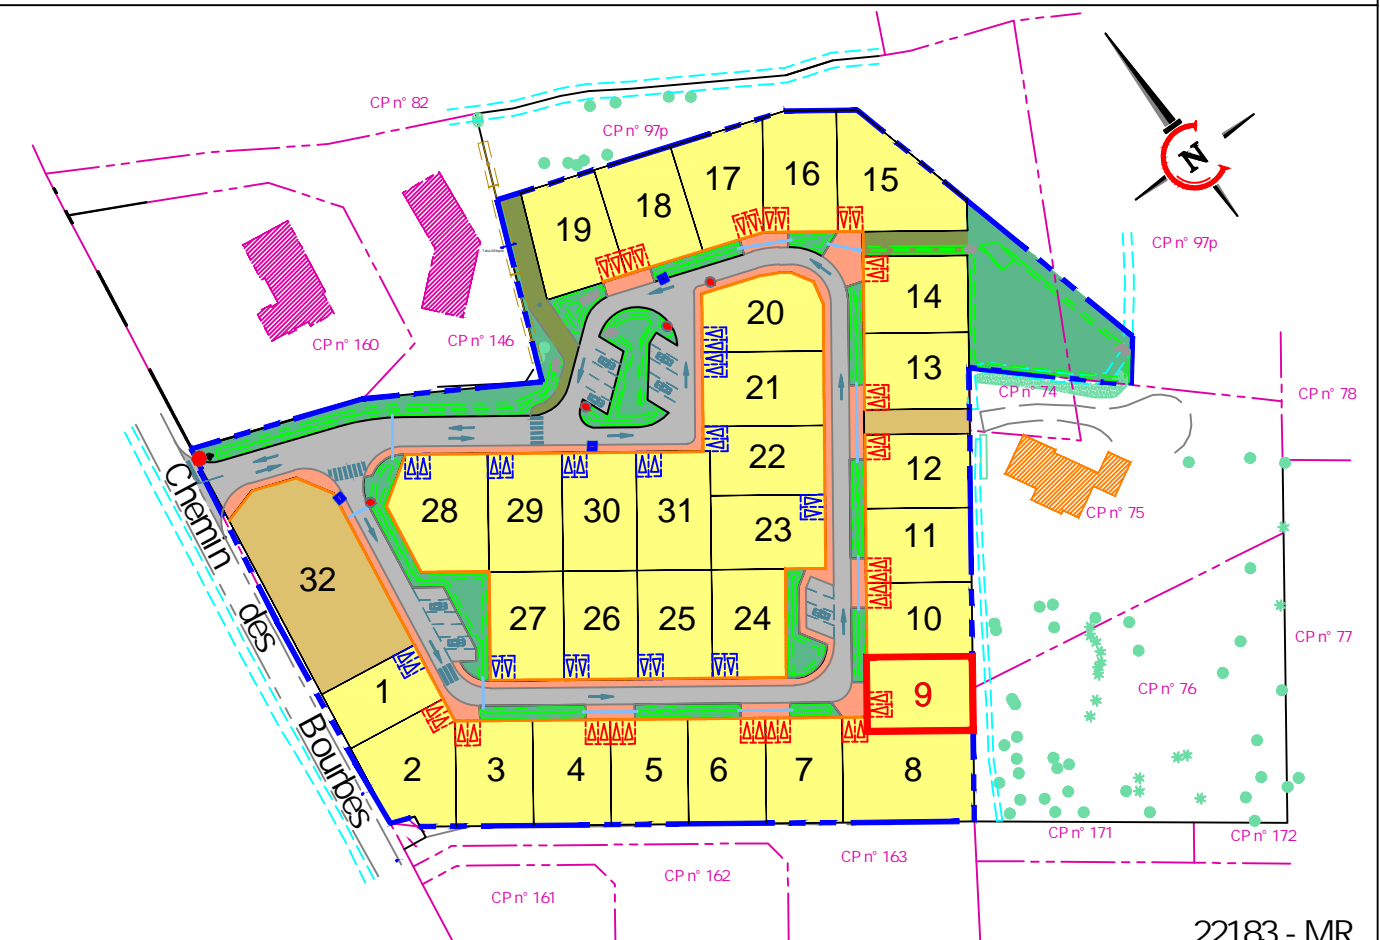 CP n° 82
CP n° 97p
N
CP n° 97p
CP n° 160
CP n° 146
19
18
17
16
15
14
13
12
11
10
9
20
21
22
23
28
29
30
31
27
26
25
24
32
1
2
3
4
5
6
7
8
CP n° 74
CP n° 78
CP n° 75
CP n° 77
CP n° 76
Chemin
des
Bourbes
CP n° 171
CP n° 172
CP n° 163
CP n° 162
CP n° 161
22183 - MR